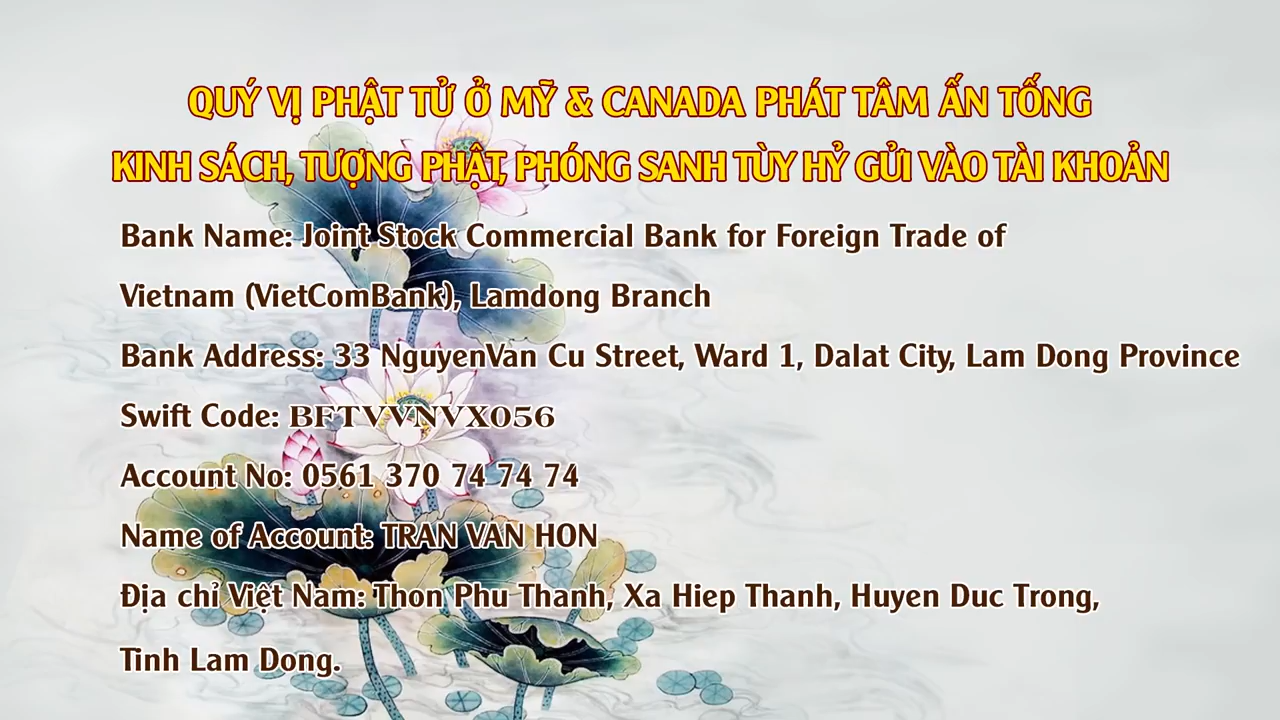 QUÝ VỊ PHẬT TỬ Ở MỸ & CANADA PHÁT TÂM ẤN TỐNG
KINH SÁCH, TƯỢNG PHẬT, PHÓNG SANH TÙY HỶ GỬI VÀO TÀI KHOẢN
Bank Name: Joint Stock Commercial Bank for Foreign Trade of
Vietnam (VietComBank), Lamdong Branch
Bank Address: 33 NguyenVan Cu Street, Ward 1, Dalat City, Lam Dong Province
Swift Code: BFTVVNVX056
Account No: 0561 370 74 74 74
Name of Account: TRAN VAN HON
Địa chỉ Việt Nam: Thon Phu Thanh, Xa Hiep Thanh, Huyen Duc Trong,
Tinh Lam Dong.